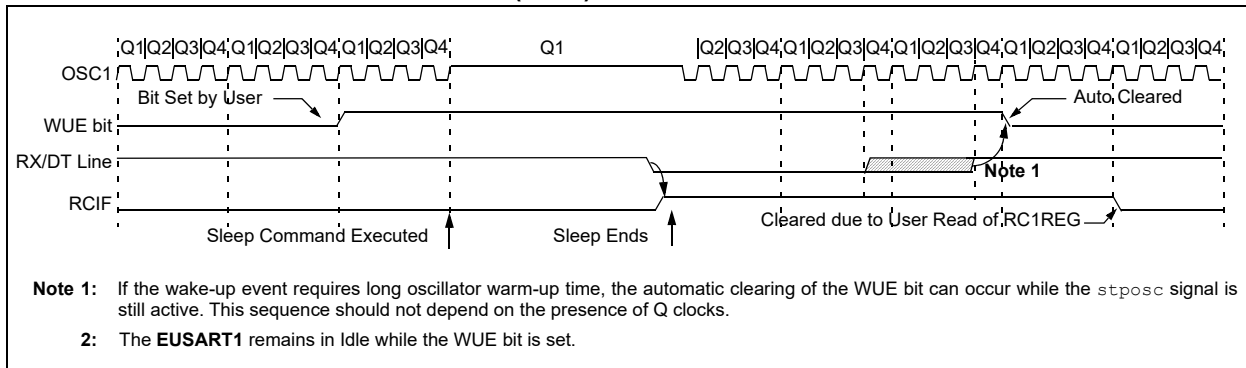 Q1|Q2|Q3|Q4|Q1|Q2|Q3|Q4|Q1|Q2|Q3|Q4 Q1 |Q2|Q3|Q4|Q1|Q2|Q3|Q4|Q1|Q2|Q3|Q4|Q1|Q2|Q3|Q4|Q1|Q2|Q3|Q4
OSC1
Bit Set by User Auto Cleared
WUE bit
RX/DT Line
Note 1
RCIF
Cleared due to User Read of RC1REG
Sleep Command Executed Sleep Ends
Note 1: If the wake-up event requires long oscillator warm-up time, the automatic clearing of the WUE bit can occur while the stposc signal is
still active. This sequence should not depend on the presence of Q clocks.
2: The EUSART1 remains in Idle while the WUE bit is set.